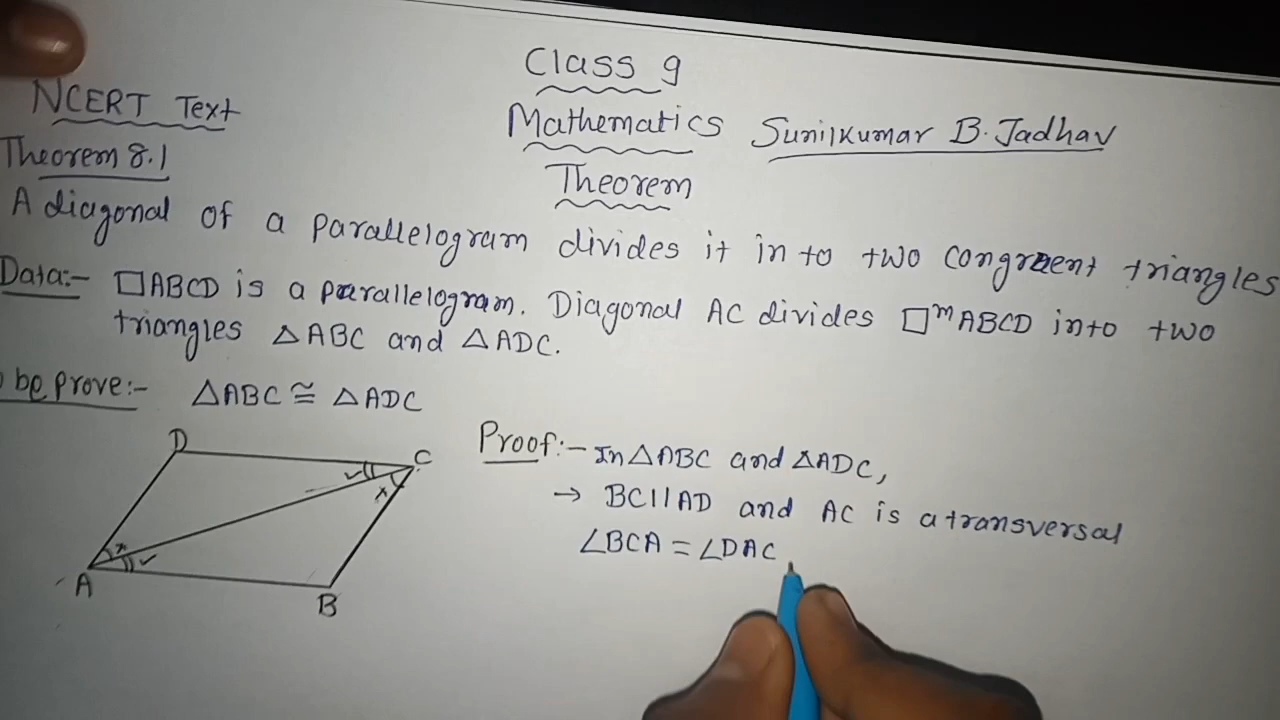 Class 9
NCERT Text
Mathematics Sunilkumar B. Jadhav
Theorem 8.1
Theorem
A diagonal of a parallelogram divides it in to two congruent triangles
Data:- □ABCD is a parallelogram. Diagonal AC divides □ᵐABCD into two
triangles △ABC and △ADC.
be prove:- △ABC ≅ △ADC
D
C
A
B
Proof:- In △ABC and △ADC,
→ BC||AD and AC is a transversal
∠BCA = ∠DAC